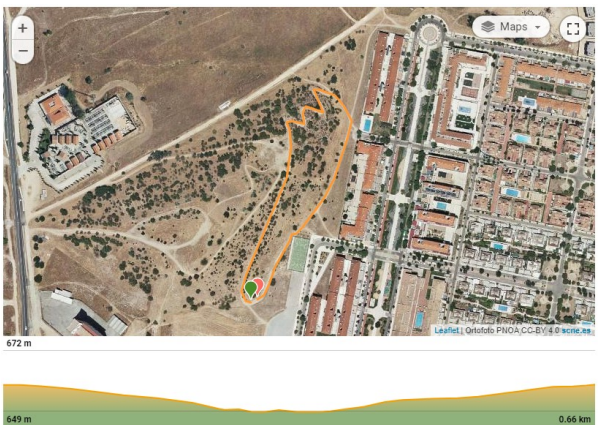 +
Maps
−
Leaflet | Ortofoto PNOA CC-BY 4.0 scne.es
672 m
649 m
0.66 km